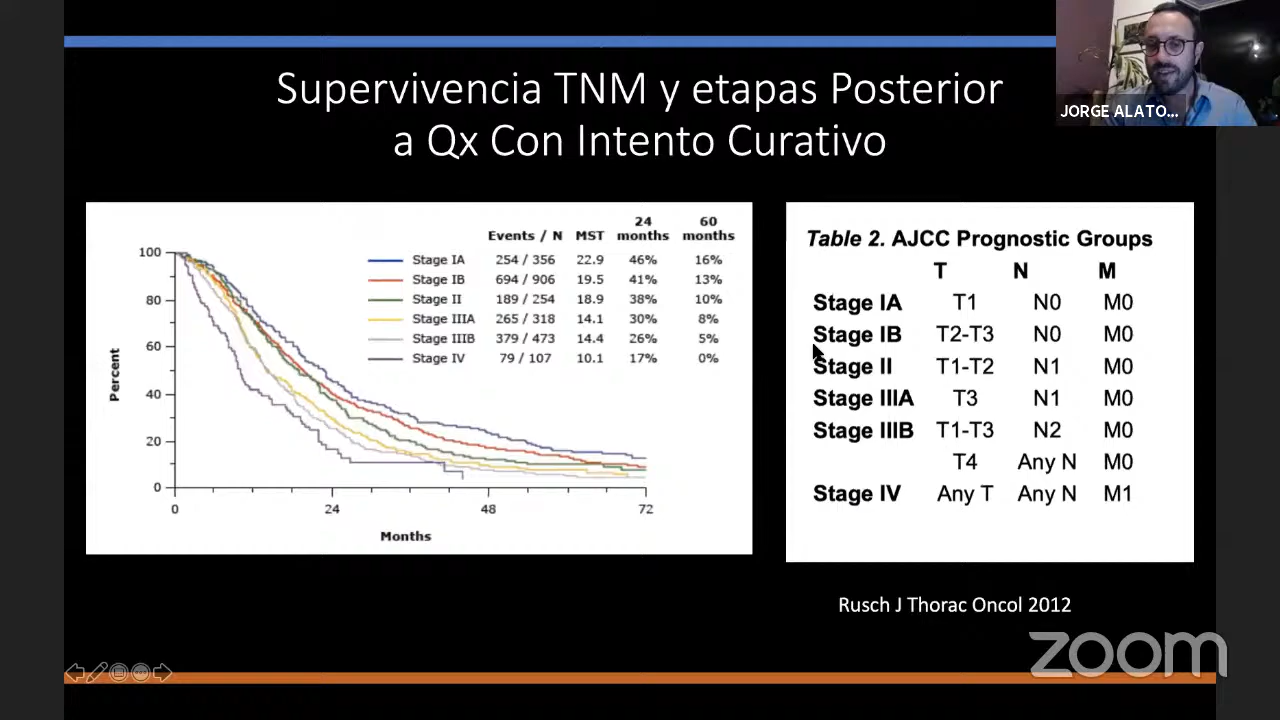 JORGE ALATO...
Supervivencia TNM y etapas Posterior
a Qx Con Intento Curativo
24 60
Events / N MST months months
Stage IA 254 / 356 22.9 46% 16%
Stage IB 694 / 906 19.5 41% 13%
Stage II 189 / 254 18.9 38% 10%
Stage IIIA 265 / 318 14.1 30% 8%
Stage IIIB 379 / 473 14.4 26% 5%
Stage IV 79 / 107 10.1 17% 0%
Percent
100
80
60
40
20
0
0 24 48 72
Months
Table 2. AJCC Prognostic Groups
T N M
Stage IA T1 N0 M0
Stage IB T2-T3 N0 M0
Stage II T1-T2 N1 M0
Stage IIIA T3 N1 M0
Stage IIIB T1-T3 N2 M0
T4 Any N M0
Stage IV Any T Any N M1
Rusch J Thorac Oncol 2012
zoom